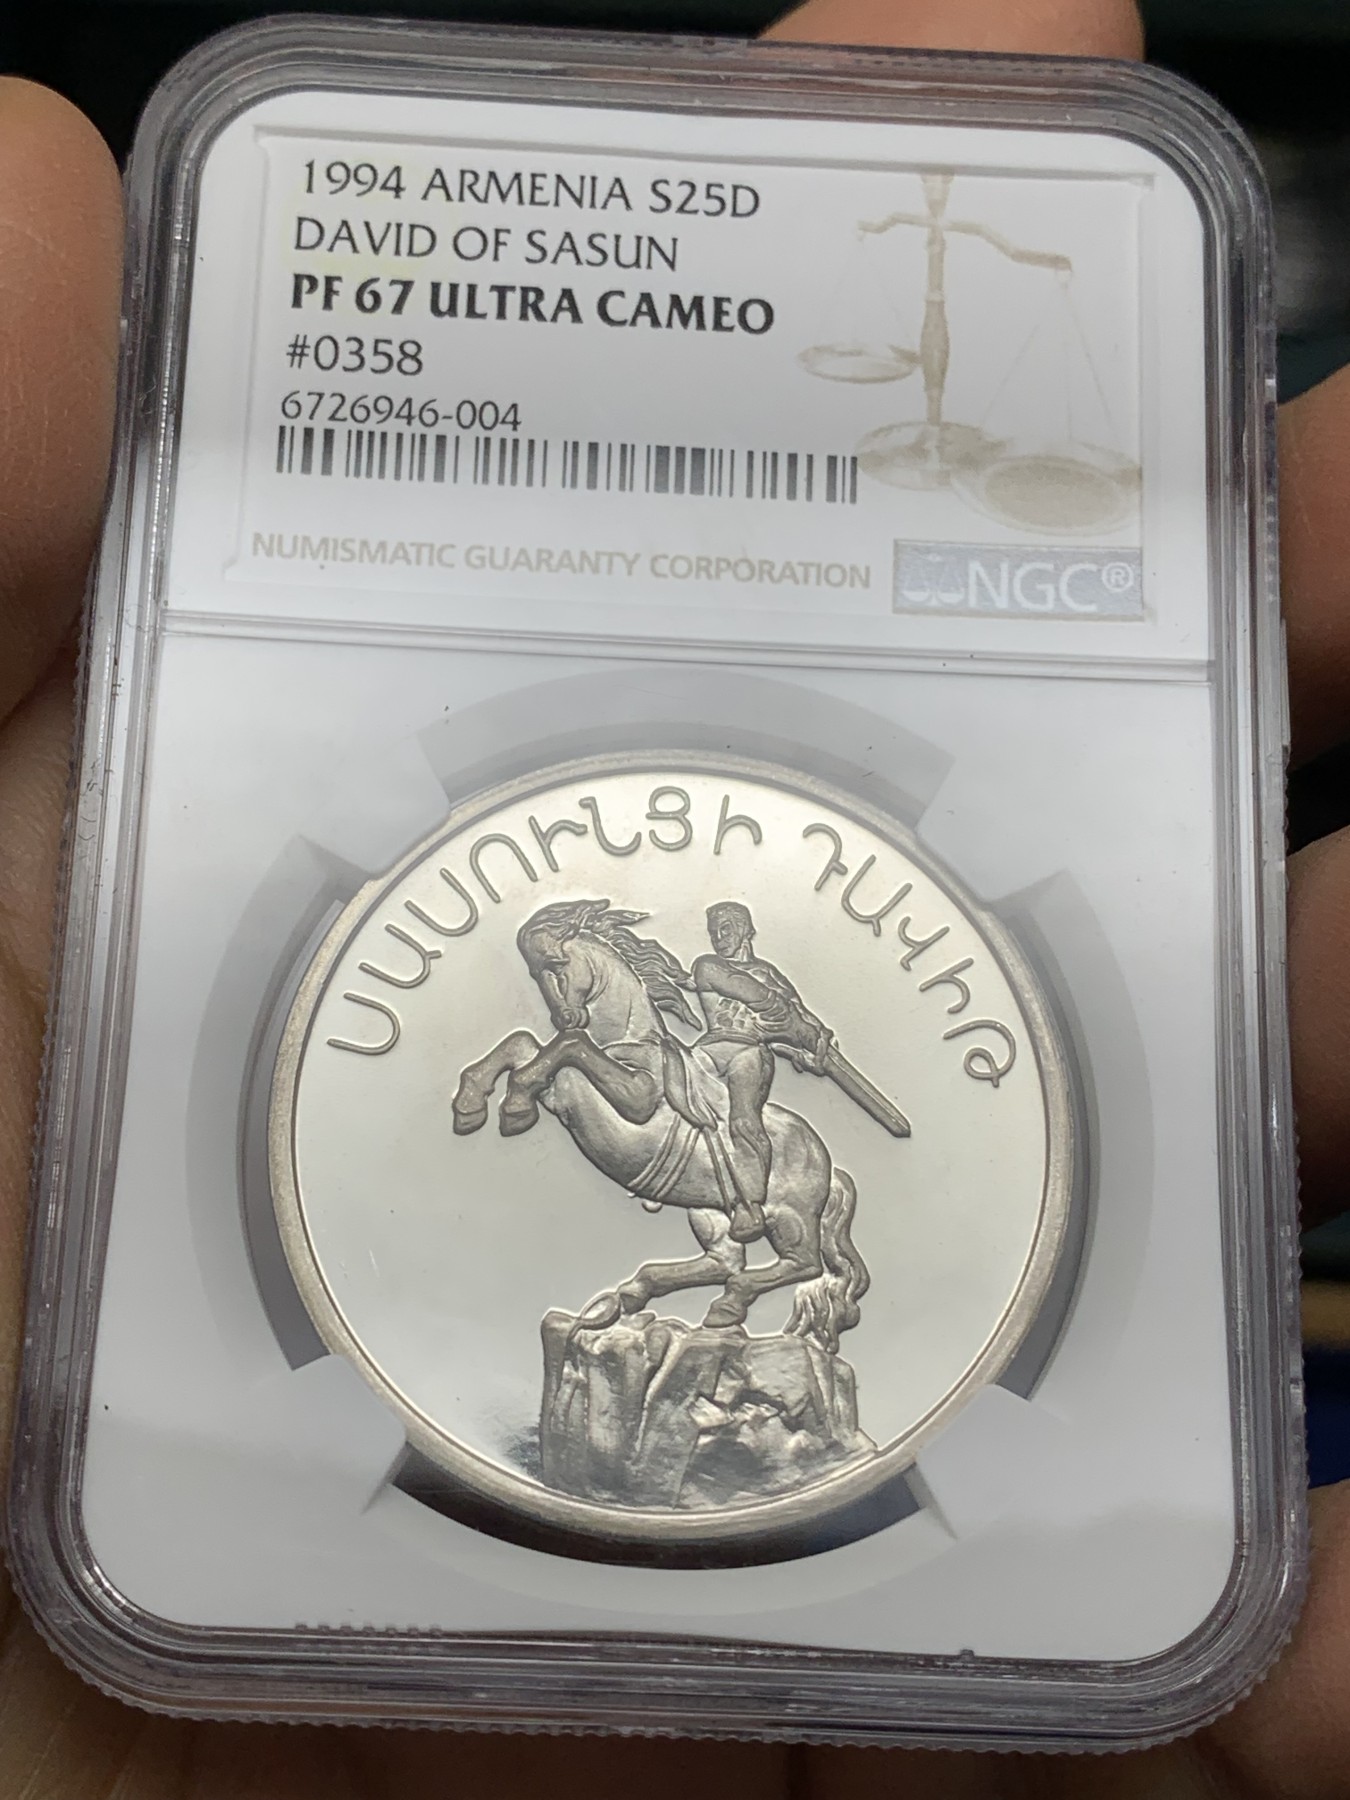 1994 ARMENIA S25D
DAVID OF SASUN
PF 67 ULTRA CAMEO
#0358
6726946-004
NUMISMATIC GUARANTY CORPORATION
NGC®
ՍԱՍՈՒՆՑԻ ԴԱՎԻԹ